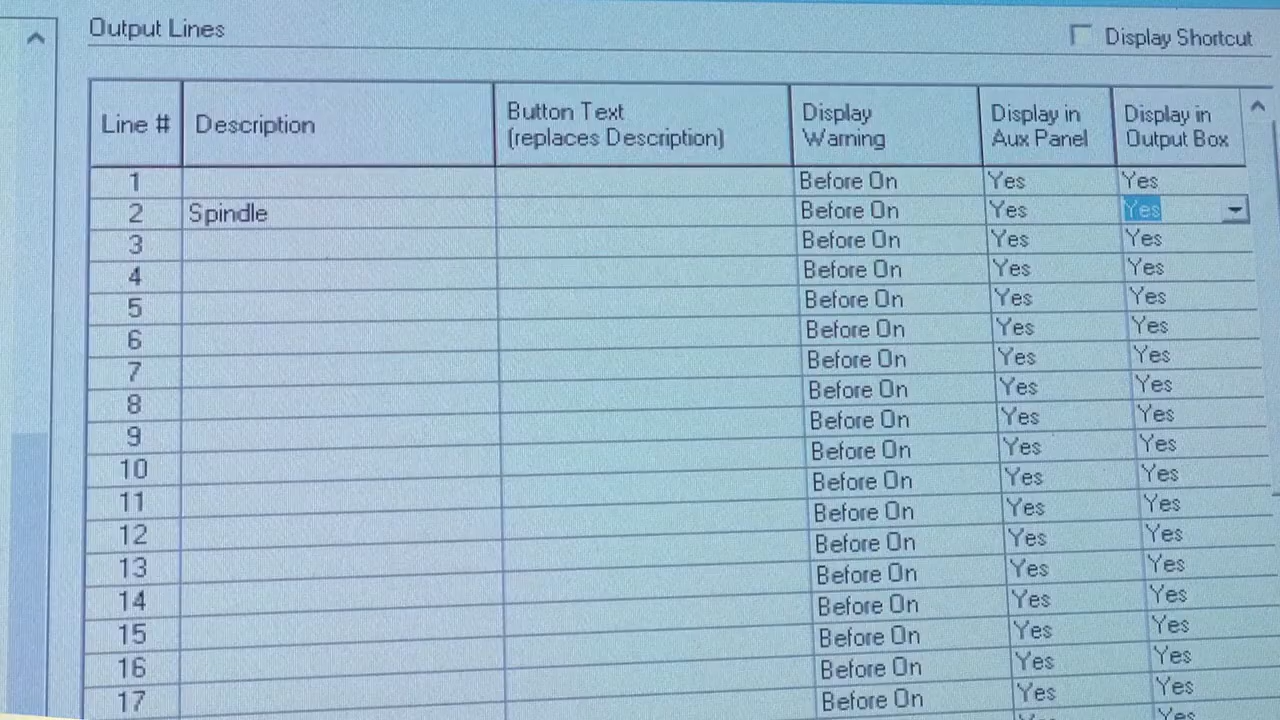 Output Lines
Display Shortcut
Line # Description Button Text (replaces Description) Display Warning Display in Aux Panel Display in Output Box
1 Before On Yes Yes
2 Spindle Before On Yes Yes
3 Before On Yes Yes
4 Before On Yes Yes
5 Before On Yes Yes
6 Before On Yes Yes
7 Before On Yes Yes
8 Before On Yes Yes
9 Before On Yes Yes
10 Before On Yes Yes
11 Before On Yes Yes
12 Before On Yes Yes
13 Before On Yes Yes
14 Before On Yes Yes
15 Before On Yes Yes
16 Before On Yes Yes
17 Before On Yes Yes
Yes Yes